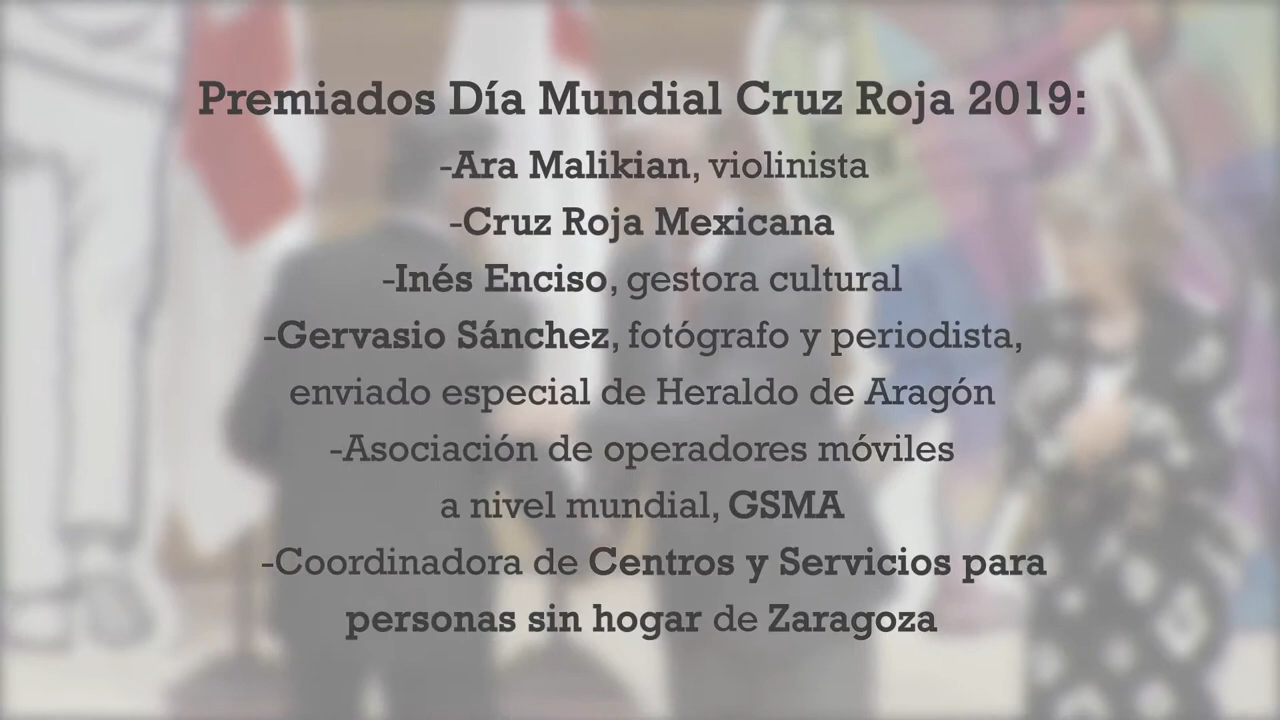 Premiados Día Mundial Cruz Roja 2019:
-Ara Malikian, violinista
-Cruz Roja Mexicana
-Inés Enciso, gestora cultural
-Gervasio Sánchez, fotógrafo y periodista,
enviado especial de Heraldo de Aragón
-Asociación de operadores móviles
a nivel mundial, GSMA
-Coordinadora de Centros y Servicios para
personas sin hogar de Zaragoza